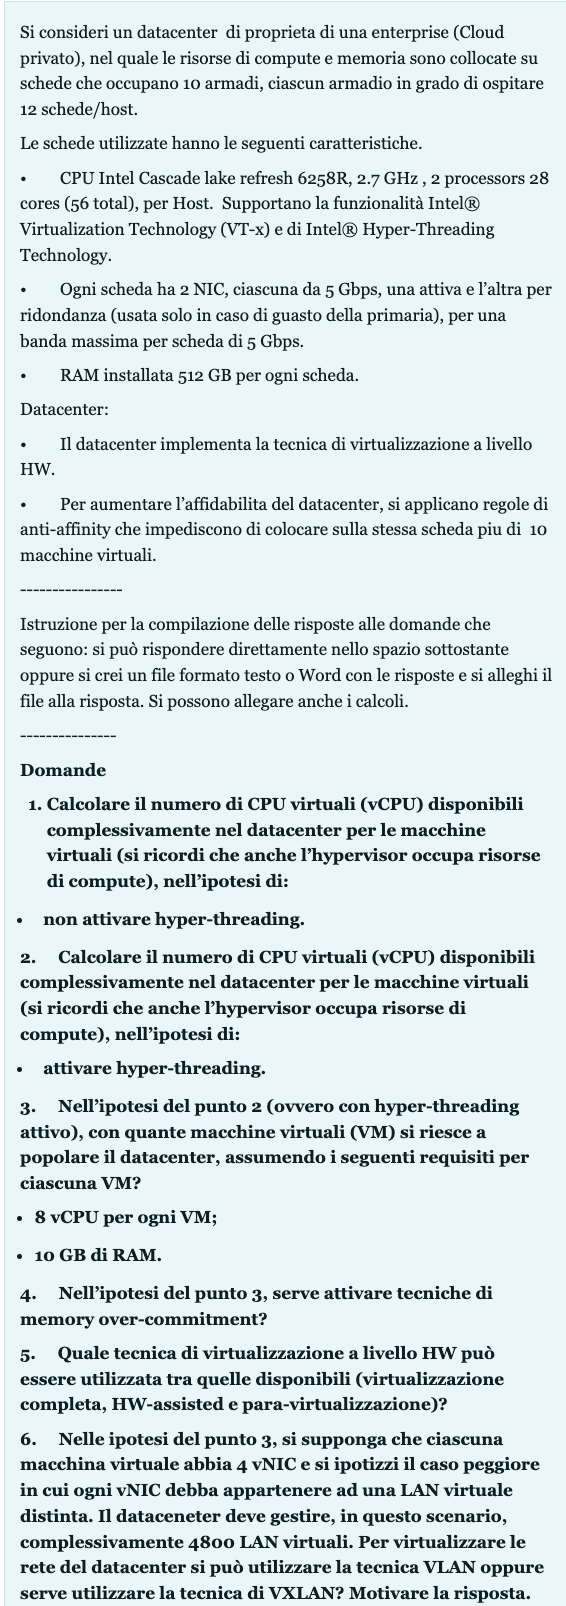 Si consideri un datacenter  di proprieta di una enterprise (Cloud
privato), nel quale le risorse di compute e memoria sono collocate su
schede che occupano 10 armadi, ciascun armadio in grado di ospitare
12 schede/host.
Le schede utilizzate hanno le seguenti caratteristiche.
• CPU Intel Cascade lake refresh 6258R, 2.7 GHz , 2 processors 28
cores (56 total), per Host.  Supportano la funzionalità Intel®
Virtualization Technology (VT-x) e di Intel® Hyper-Threading
Technology.
• Ogni scheda ha 2 NIC, ciascuna da 5 Gbps, una attiva e l'altra per
ridondanza (usata solo in caso di guasto della primaria), per una
banda massima per scheda di 5 Gbps.
• RAM installata 512 GB per ogni scheda.
Datacenter:
• Il datacenter implementa la tecnica di virtualizzazione a livello
HW.
• Per aumentare l'affidabilita del datacenter, si applicano regole di
anti-affinity che impediscono di colocare sulla stessa scheda piu di  10
macchine virtuali.
----------------
Istruzione per la compilazione delle risposte alle domande che
seguono: si può rispondere direttamente nello spazio sottostante
oppure si crei un file formato testo o Word con le risposte e si alleghi il
file alla risposta. Si possono allegare anche i calcoli.
---------------
Domande
1. Calcolare il numero di CPU virtuali (vCPU) disponibili
complessivamente nel datacenter per le macchine
virtuali (si ricordi che anche l'hypervisor occupa risorse
di compute), nell'ipotesi di:
• non attivare hyper-threading.
2. Calcolare il numero di CPU virtuali (vCPU) disponibili
complessivamente nel datacenter per le macchine virtuali
(si ricordi che anche l'hypervisor occupa risorse di
compute), nell'ipotesi di:
• attivare hyper-threading.
3. Nell'ipotesi del punto 2 (ovvero con hyper-threading
attivo), con quante macchine virtuali (VM) si riesce a
popolare il datacenter, assumendo i seguenti requisiti per
ciascuna VM?
• 8 vCPU per ogni VM;
• 10 GB di RAM.
4. Nell'ipotesi del punto 3, serve attivare tecniche di
memory over-commitment?
5. Quale tecnica di virtualizzazione a livello HW può
essere utilizzata tra quelle disponibili (virtualizzazione
completa, HW-assisted e para-virtualizzazione)?
6. Nelle ipotesi del punto 3, si supponga che ciascuna
macchina virtuale abbia 4 vNIC e si ipotizzi il caso peggiore
in cui ogni vNIC debba appartenere ad una LAN virtuale
distinta. Il dataceneter deve gestire, in questo scenario,
complessivamente 4800 LAN virtuali. Per virtualizzare le
rete del datacenter si può utilizzare la tecnica VLAN oppure
serve utilizzare la tecnica di VXLAN? Motivare la risposta.